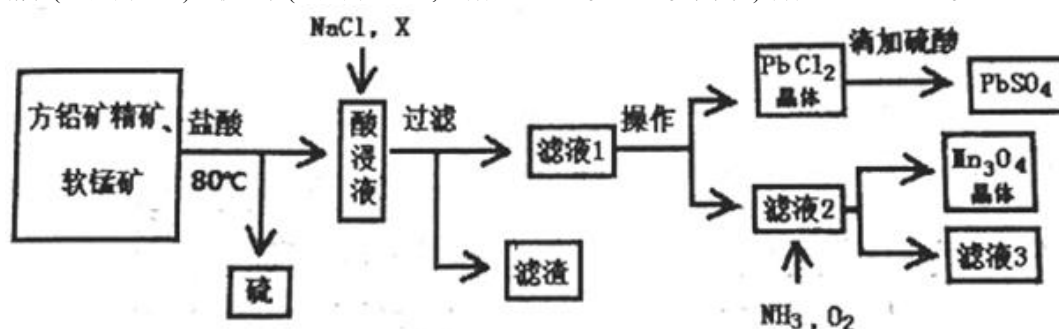 NaCl, X
方铅矿精矿、
软锰矿
盐酸
80℃
硫
酸浸液
过滤
滤液1
滤渣
操作
PbCl2
晶体
滴加硫酸
PbSO4
滤液2
Mn3O4
晶体
滤液3
NH3, O2